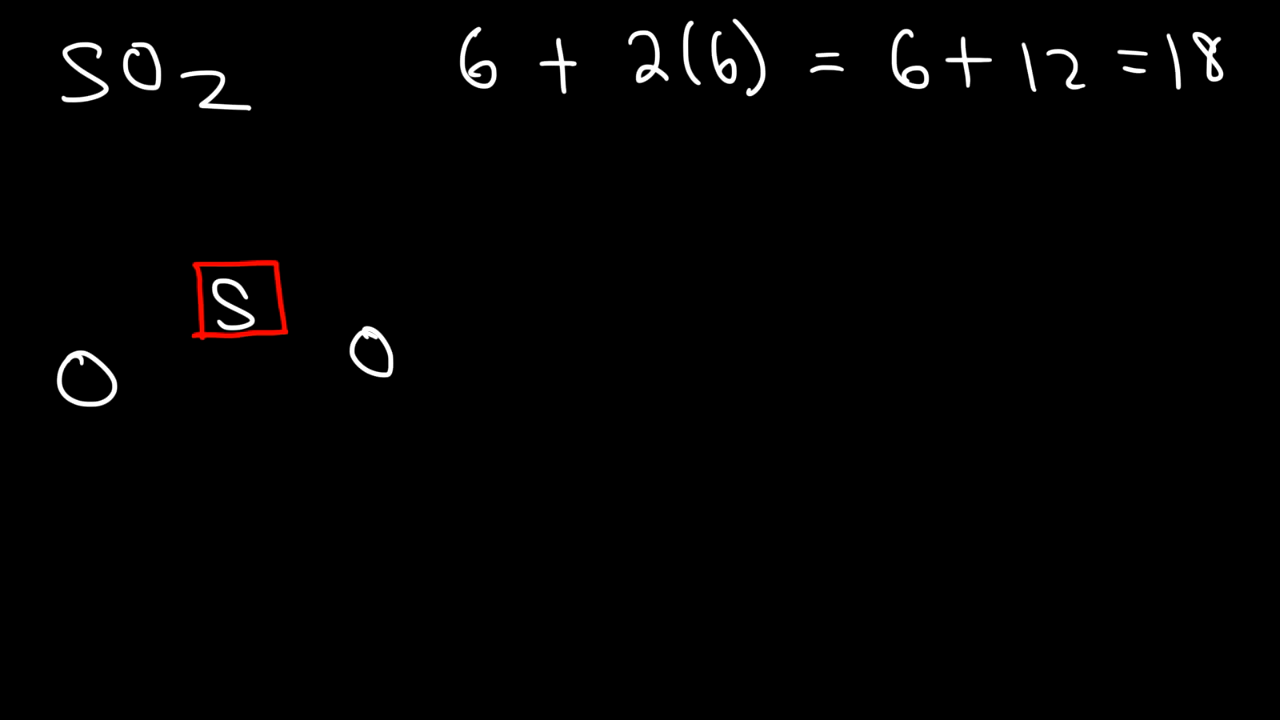 SO₂ 6 + 2(6) = 6 + 12 = 18
S
O O